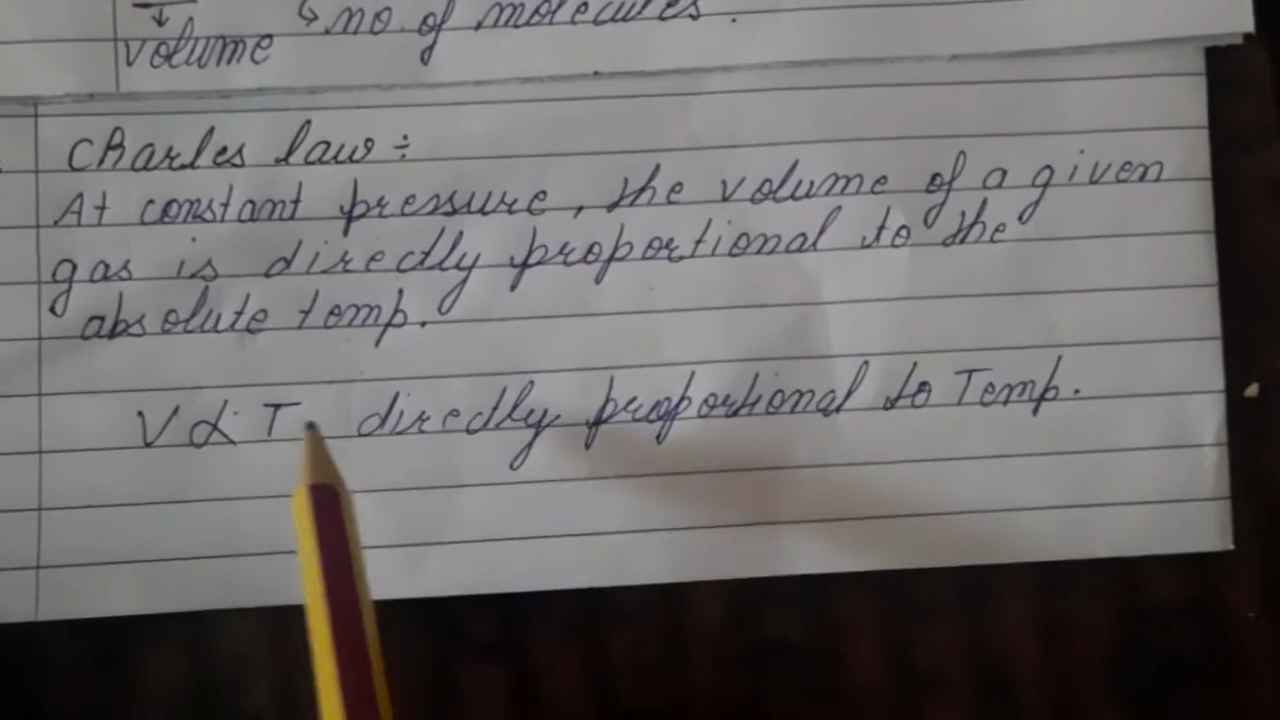 volume ↳ no. of molecules.
Charles law ÷
At constant pressure, the volume of a given
gas is directly proportional to the
absolute temp.
V ∝ T directly proportional to Temp.